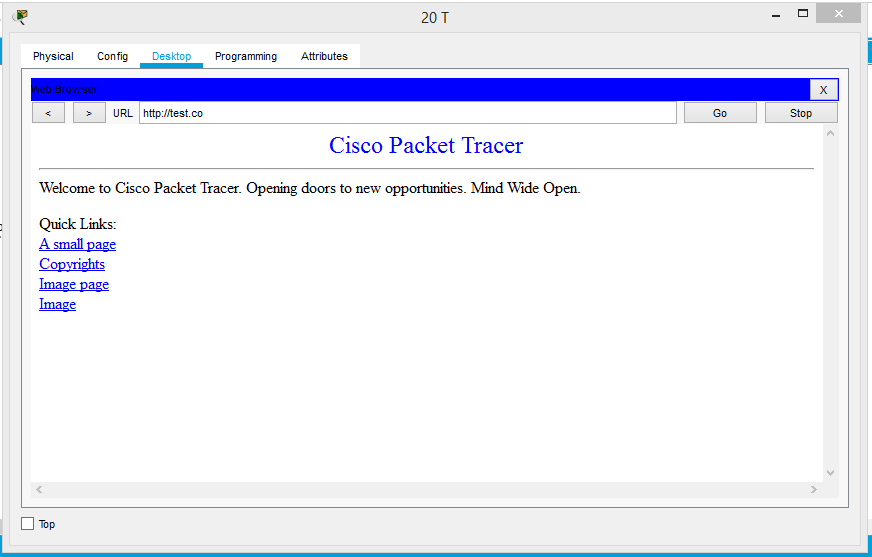 20 T
Physical Config Desktop Programming Attributes
Web Browser X
< > URL http://test.co Go Stop
Cisco Packet Tracer
Welcome to Cisco Packet Tracer. Opening doors to new opportunities. Mind Wide Open.
Quick Links:
A small page
Copyrights
Image page
Image
Top